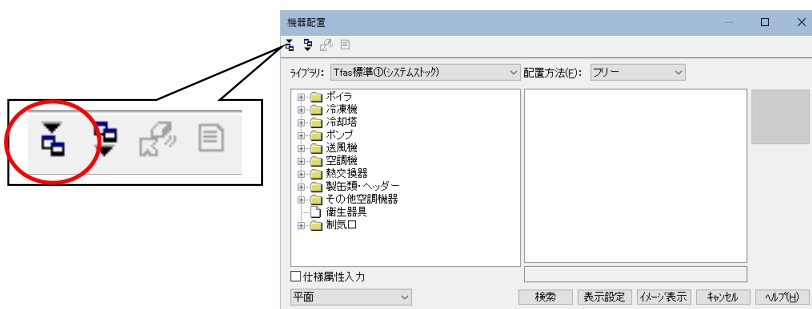 機器配置
ﾗｲﾌﾞﾗﾘ: Tfas標準①(ｼｽﾃﾑｽﾄｯｸ) 配置方法(F): フリー
ボイラ
冷凍機
冷却塔
ポンプ
送風機
空調機
熱交換器
製缶類・ヘッダー
その他空調機器
衛生器具
制気口
仕様属性入力
平面 検索 表示設定 ｲﾒｰｼﾞ表示 ｷｬﾝｾﾙ ﾍﾙﾌﾟ(H)